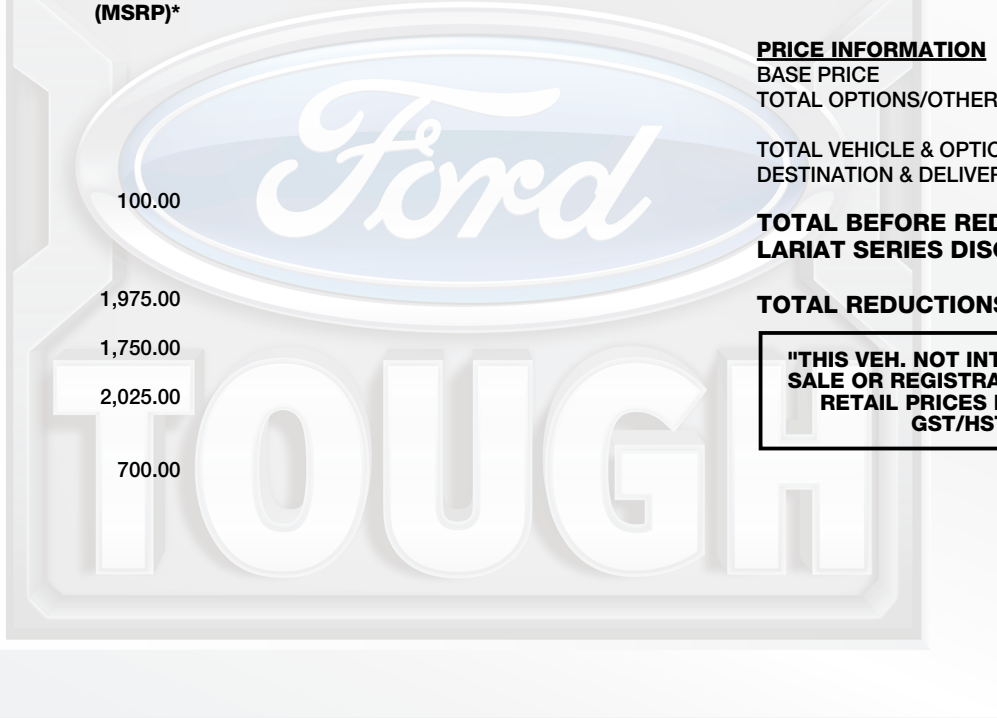 (MSRP)*
100.00
1,975.00
1,750.00
2,025.00
700.00
Ford
TOUGH
PRICE INFORMATION
BASE PRICE
TOTAL OPTIONS/OTHER
TOTAL VEHICLE & OPTIO
DESTINATION & DELIVER
TOTAL BEFORE RED
LARIAT SERIES DISC
TOTAL REDUCTIONS
"THIS VEH. NOT INT
SALE OR REGISTRA
RETAIL PRICES I
GST/HST